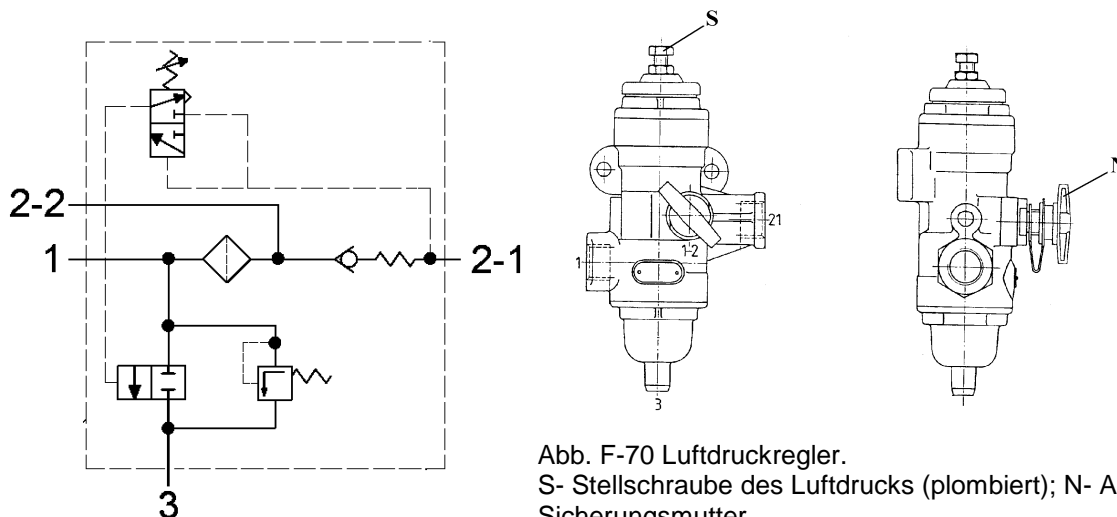 S
N
2-2
1
2-1
3
1
1-2
21
3
Abb. F-70 Luftdruckregler.
S- Stellschraube des Luftdrucks (plombiert); N- A
Sicherungsmutter